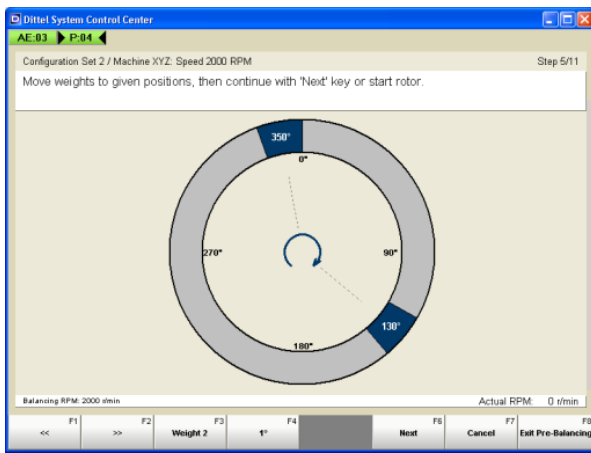 Dittel System Control Center
AE:03 P:04
Configuration Set 2 / Machine XYZ: Speed 2000 RPM Step 5/11
Move weights to given positions, then continue with 'Next' key or start rotor.
350°
0°
270° 90°
130°
180°
Balancing RPM: 2000 r/min Actual RPM: 0 r/min
F1 F2 F3 F4 F6 F7 F8
<< >> Weight 2 1° Next Cancel Exit Pre-Balancing